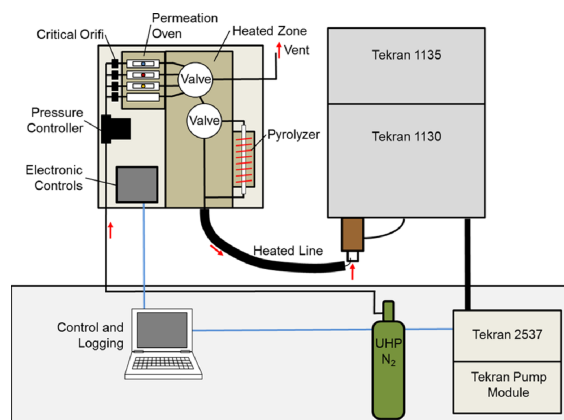 Permeation
Oven
Heated Zone
Critical Orifi
Vent
Valve
Valve
Pressure
Controller
Pyrolyzer
Electronic
Controls
Heated Line
Tekran 1135
Tekran 1130
Control and
Logging
UHP
N2
Tekran 2537
Tekran Pump
Module